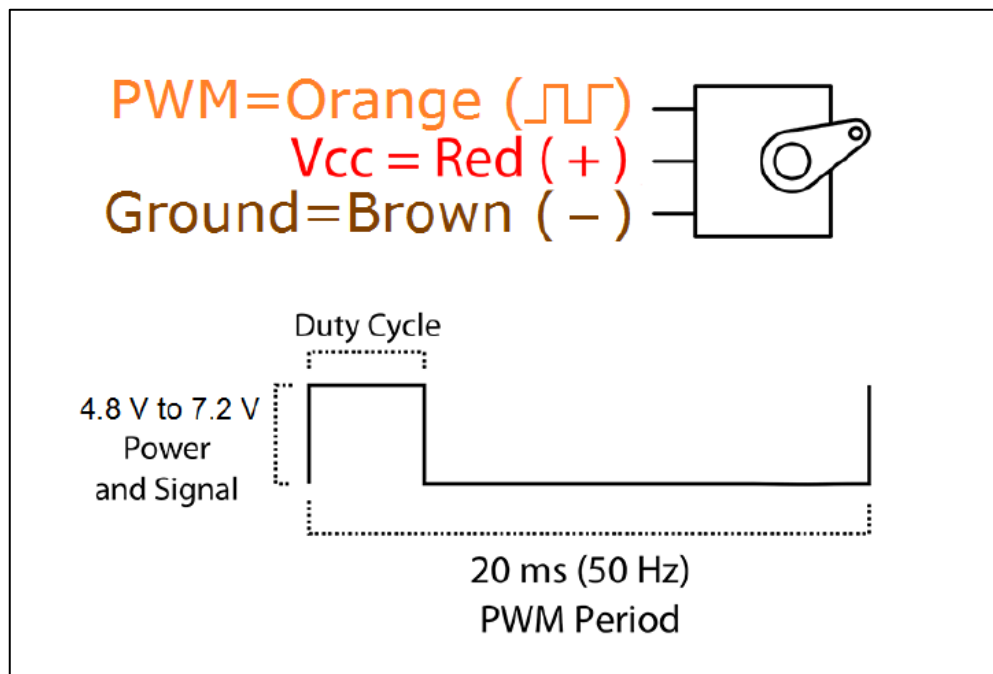 PWM=Orange (⎍⎍)
Vcc = Red ( + )
Ground=Brown ( – )
Duty Cycle
4.8 V to 7.2 V
Power
and Signal
20 ms (50 Hz)
PWM Period